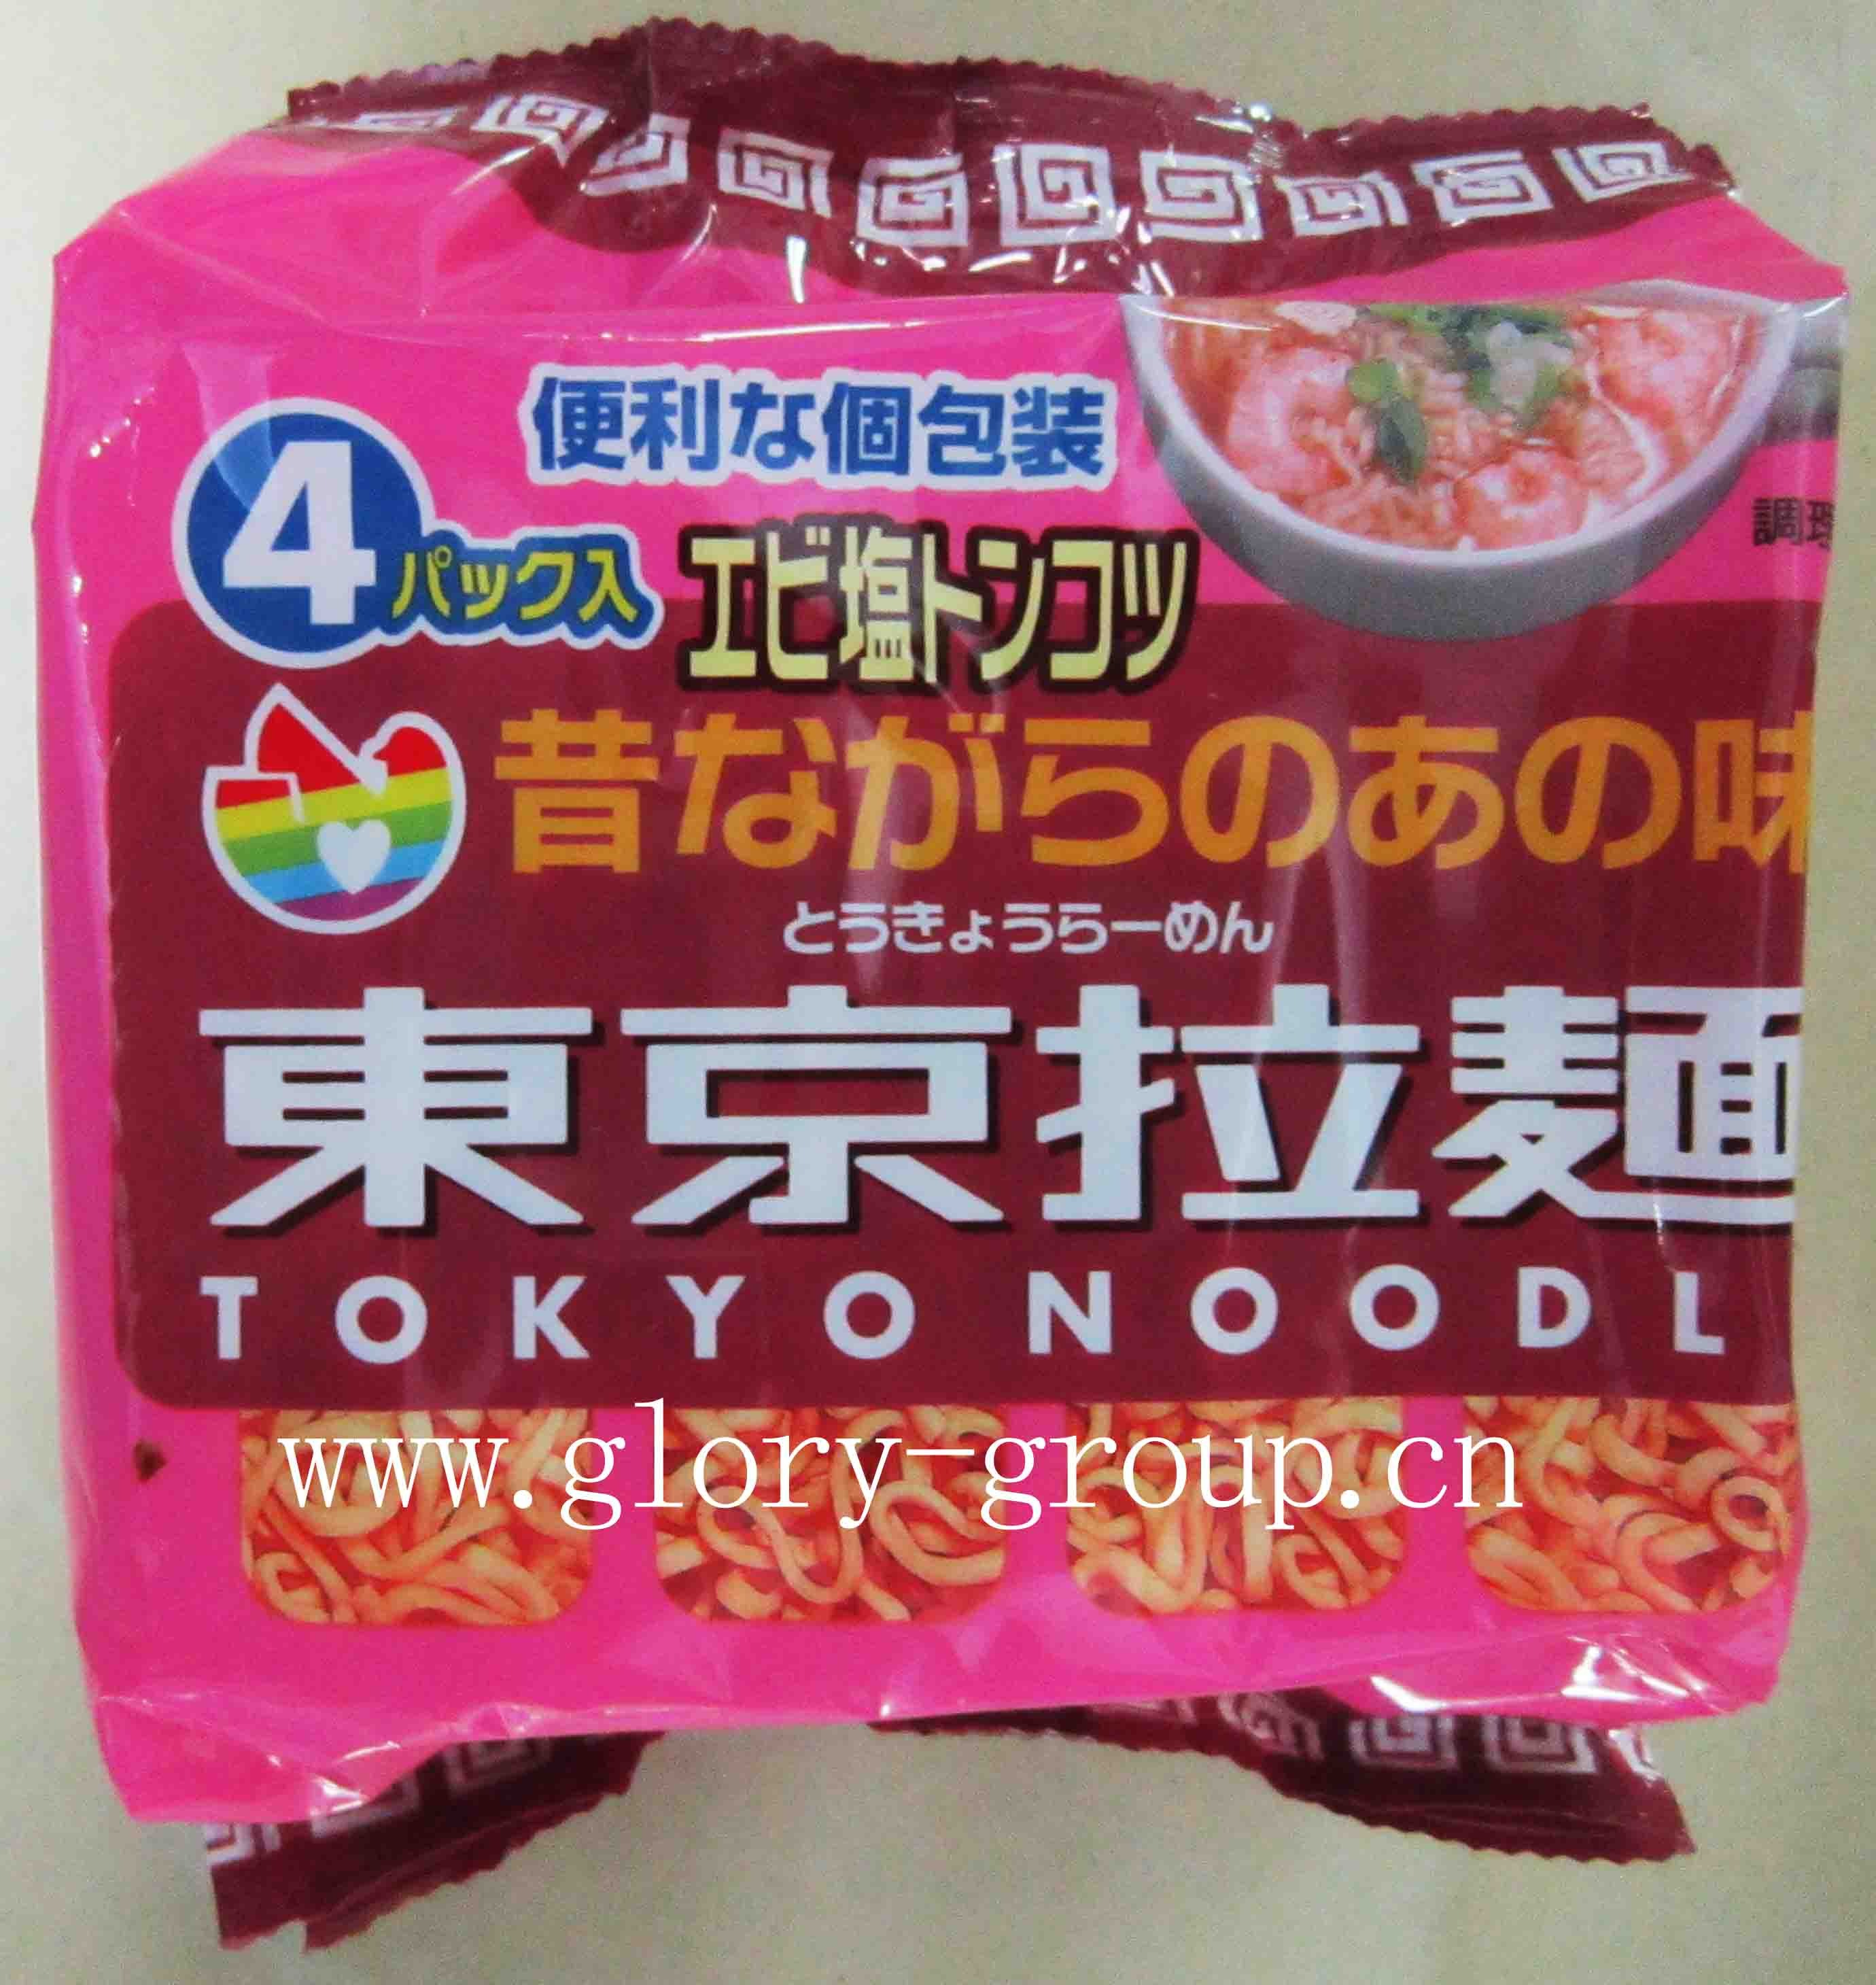 便利な個包装
4パック入
エビ塩トンコツ
調理
昔ながらのあの味
とうきょうらーめん
東京拉麺
TOKYO NOODL
www.glory-group.cn